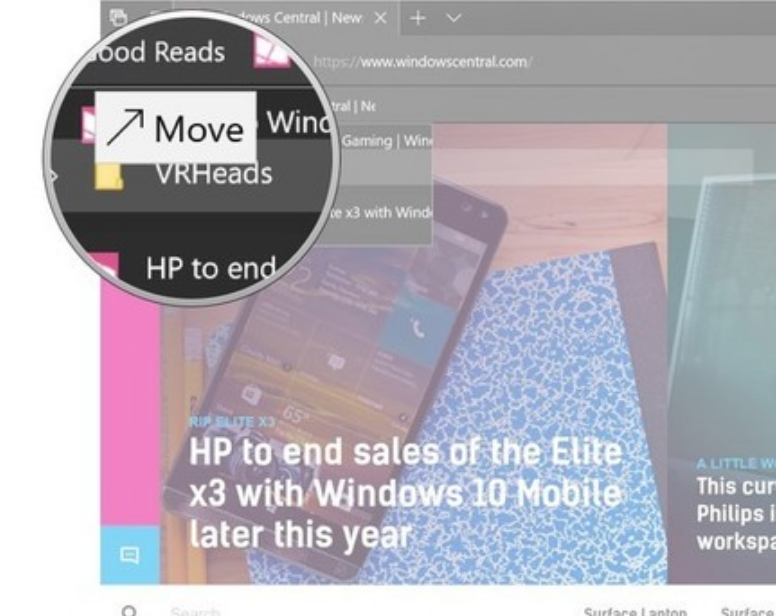 dows Central | New
https://www.windowscentral.com/
ood Reads
tral | Ne
Move
Wind
Gaming | Wind
VRHeads
e x3 with Wind
HP to end
65°
RIP ELITE X3
HP to end sales of the Elite
x3 with Windows 10 Mobile
later this year
A LITTLE W
This cur
Philips i
workspa
Search
Surface Laptop
Surface